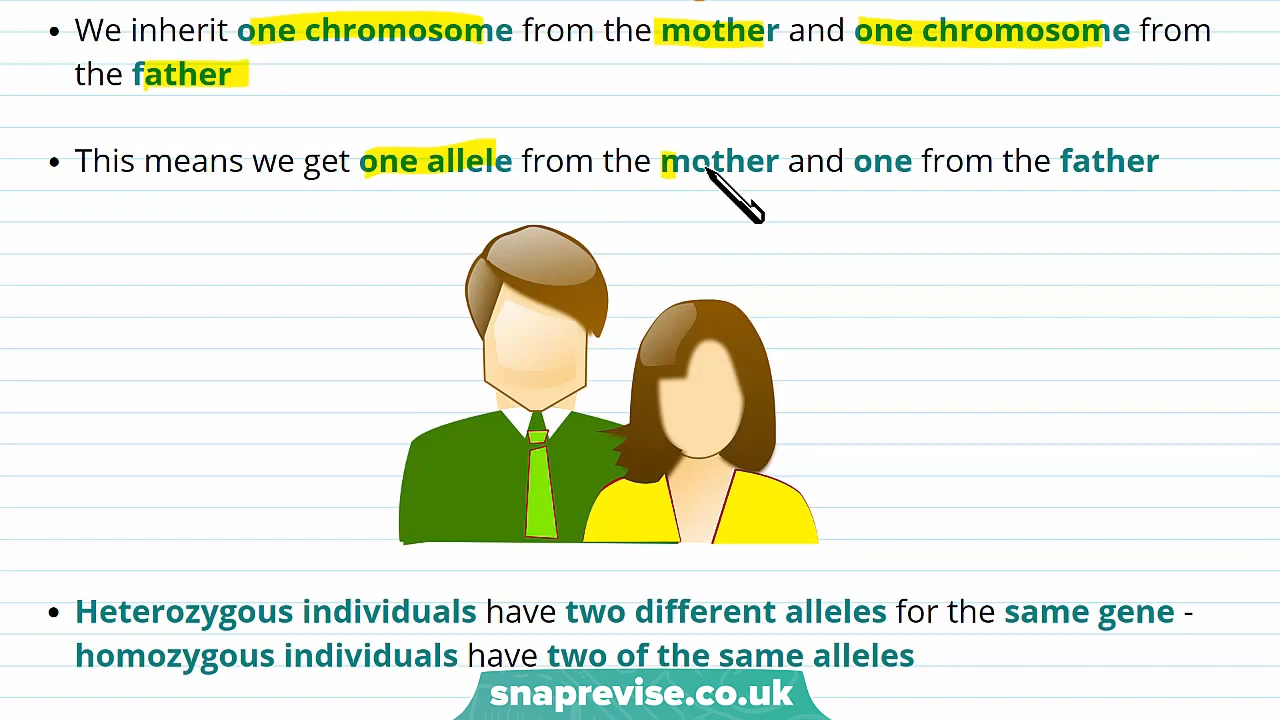 • We inherit one chromosome from the mother and one chromosome from
the father
• This means we get one allele from the mother and one from the father
• Heterozygous individuals have two different alleles for the same gene -
homozygous individuals have two of the same alleles
snaprevise.co.uk